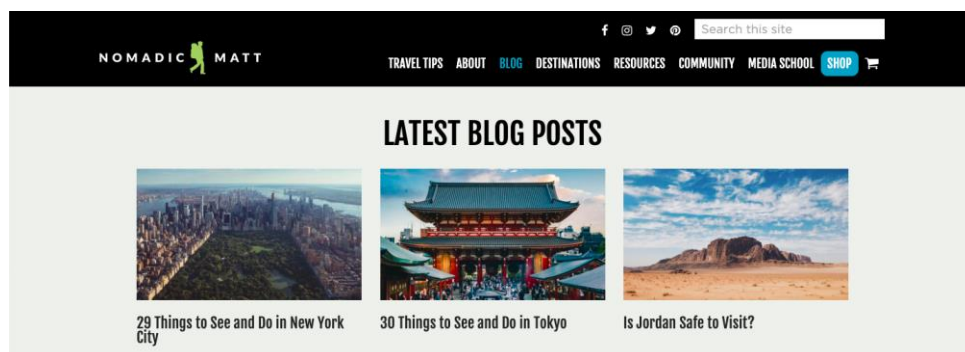 Search this site
NOMADIC MATT
TRAVEL TIPS ABOUT BLOG DESTINATIONS RESOURCES COMMUNITY MEDIA SCHOOL SHOP
LATEST BLOG POSTS
29 Things to See and Do in New York
City
30 Things to See and Do in Tokyo
Is Jordan Safe to Visit?